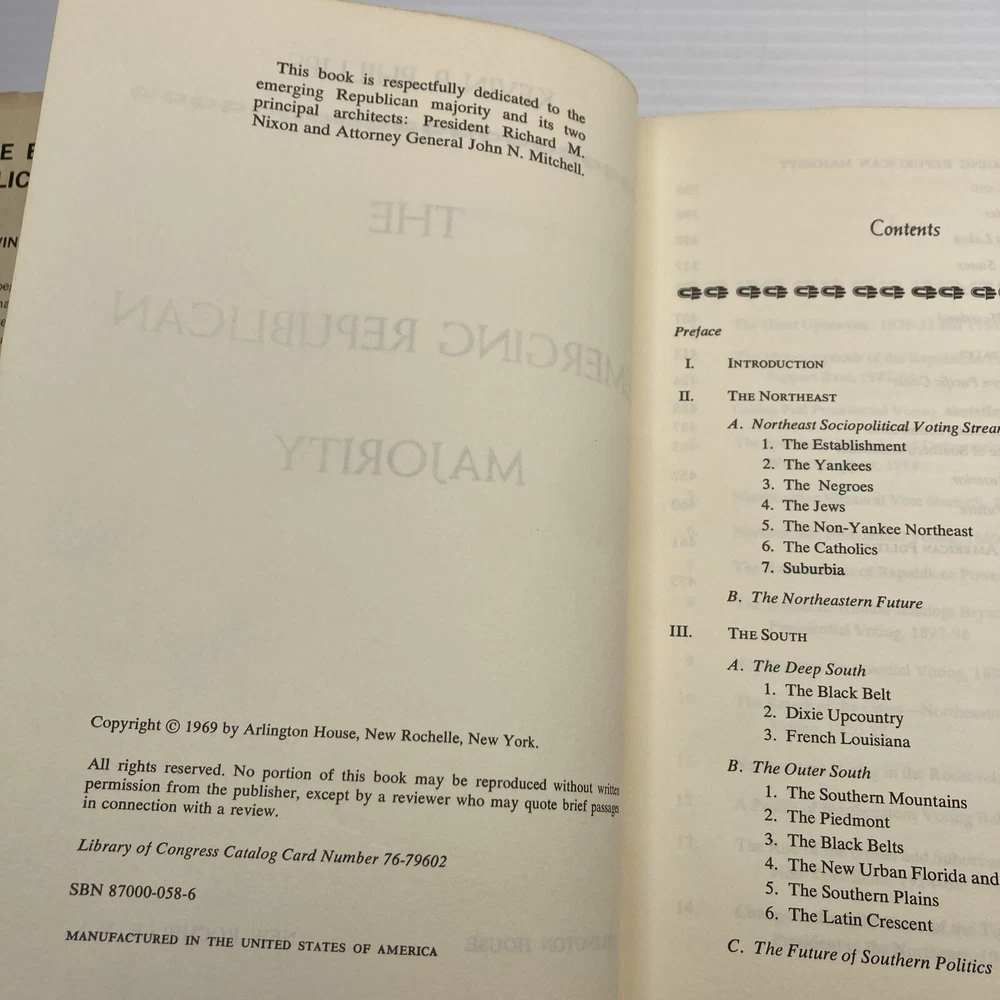 This book is respectfully dedicated to the
emerging Republican majority and its two
principal architects: President Richard M.
Nixon and Attorney General John N. Mitchell.
THE
EMERGING REPUBLICAN
MAJORITY
Copyright © 1969 by Arlington House, New Rochelle, New York.
All rights reserved. No portion of this book may be reproduced without written
permission from the publisher, except by a reviewer who may quote brief passages
in connection with a review.
Library of Congress Catalog Card Number 76-79602
SBN 87000-058-6
MANUFACTURED IN THE UNITED STATES OF AMERICA
Contents
Preface
I. INTRODUCTION
II. THE NORTHEAST
A. Northeast Sociopolitical Voting Strea
1. The Establishment
2. The Yankees
3. The Negroes
4. The Jews
5. The Non-Yankee Northeast
6. The Catholics
7. Suburbia
B. The Northeastern Future
III. THE SOUTH
A. The Deep South
1. The Black Belt
2. Dixie Upcountry
3. French Louisiana
B. The Outer South
1. The Southern Mountains
2. The Piedmont
3. The Black Belts
4. The New Urban Florida and
5. The Southern Plains
6. The Latin Crescent
C. The Future of Southern Politics